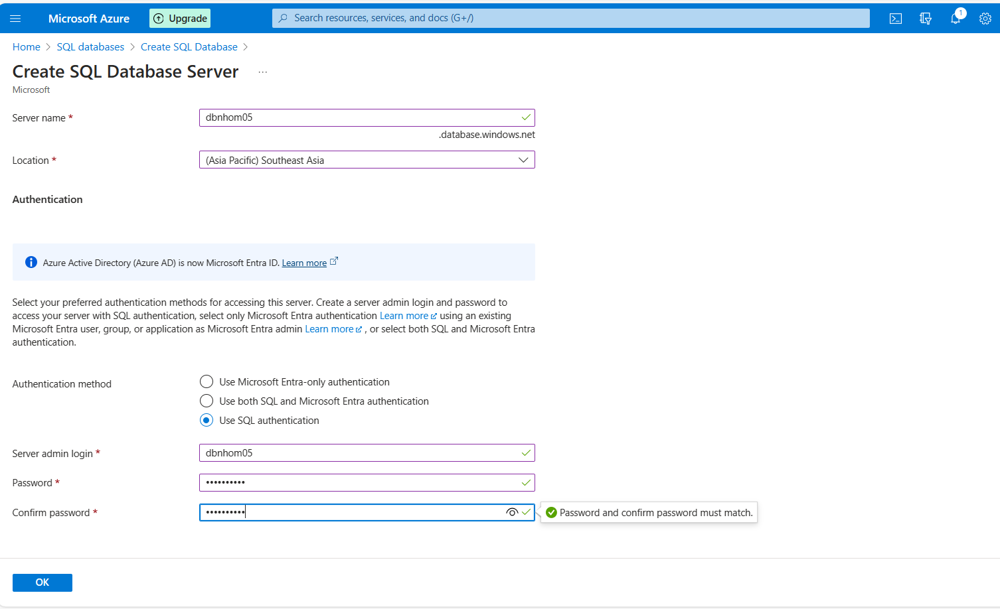 Microsoft Azure
Upgrade
Search resources, services, and docs (G+/)
1
Home > SQL databases > Create SQL Database >
Create SQL Database Server ...
Microsoft
Server name *
dbnhom05
.database.windows.net
Location *
(Asia Pacific) Southeast Asia
Authentication
Azure Active Directory (Azure AD) is now Microsoft Entra ID. Learn more
Select your preferred authentication methods for accessing this server. Create a server admin login and password to
access your server with SQL authentication, select only Microsoft Entra authentication Learn more using an existing
Microsoft Entra user, group, or application as Microsoft Entra admin Learn more , or select both SQL and Microsoft Entra
authentication.
Authentication method
Use Microsoft Entra-only authentication
Use both SQL and Microsoft Entra authentication
Use SQL authentication
Server admin login *
dbnhom05
Password *
••••••••••
Confirm password *
••••••••••
Password and confirm password must match.
OK